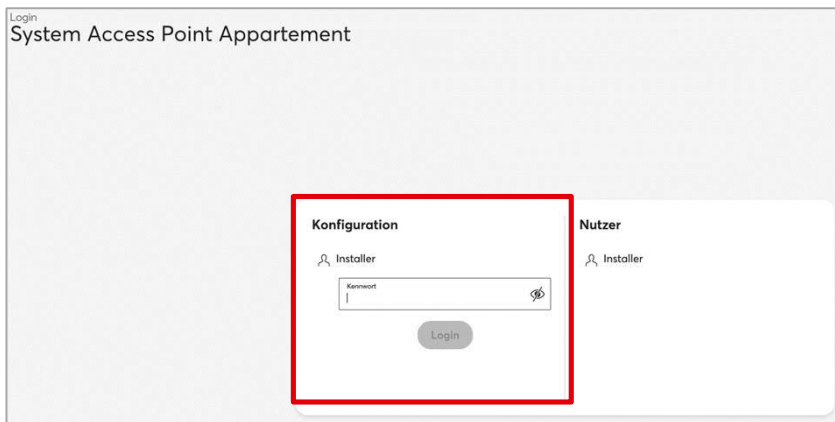 Login
System Access Point Appartement
Konfiguration
Nutzer
Installer
Installer
Kennwort
Login